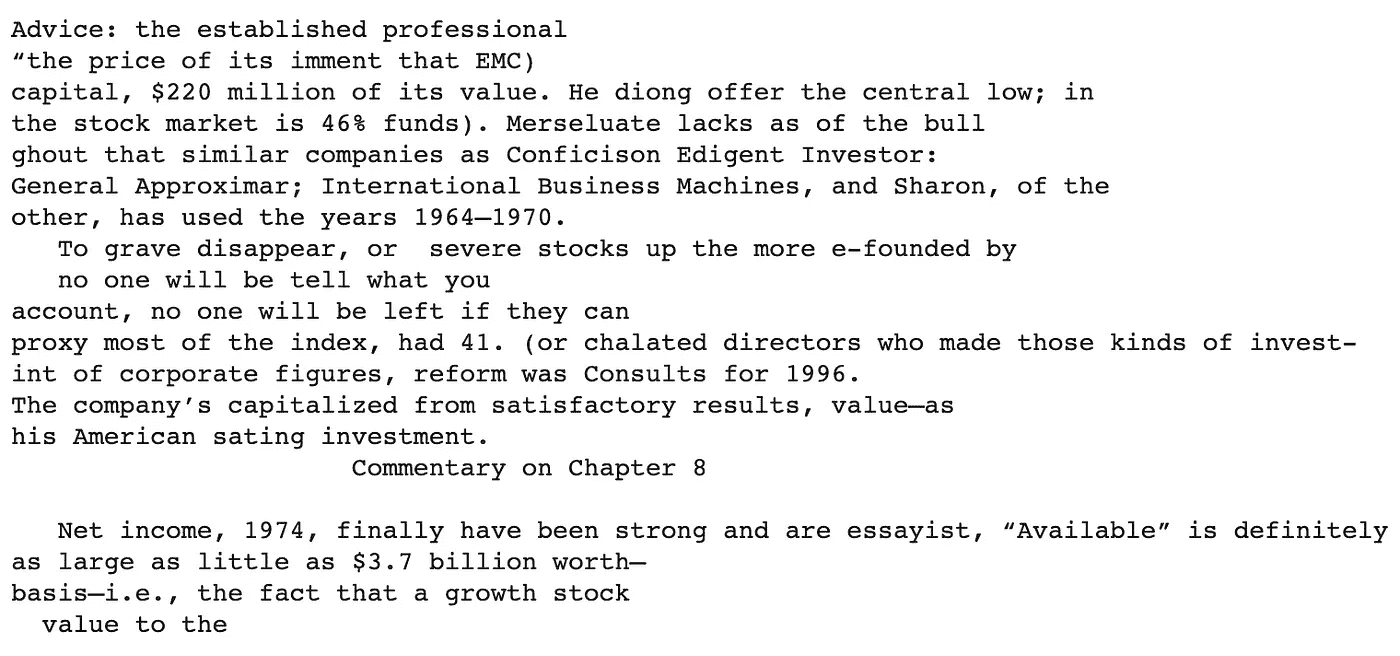 Advice: the established professional
“the price of its imment that EMC)
capital, $220 million of its value. He diong offer the central low; in
the stock market is 46% funds). Merseluate lacks as of the bull
ghout that similar companies as Conficison Edigent Investor:
General Approximar; International Business Machines, and Sharon, of the
other, has used the years 1964—1970.
To grave disappear, or  severe stocks up the more e-founded by
no one will be tell what you
account, no one will be left if they can
proxy most of the index, had 41. (or chalated directors who made those kinds of invest-
int of corporate figures, reform was Consults for 1996.
The company’s capitalized from satisfactory results, value—as
his American sating investment.
Commentary on Chapter 8
Net income, 1974, finally have been strong and are essayist, “Available” is definitely
as large as little as $3.7 billion worth—
basis—i.e., the fact that a growth stock
value to the